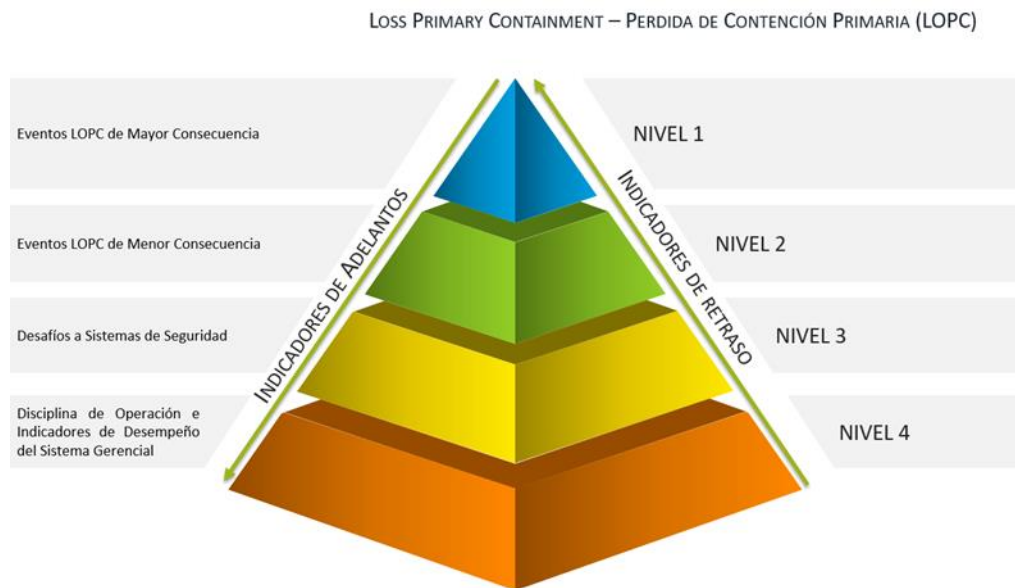 LOSS PRIMARY CONTAINMENT – PERDIDA DE CONTENCIÓN PRIMARIA (LOPC)
Eventos LOPC de Mayor Consecuencia
NIVEL 1
Eventos LOPC de Menor Consecuencia
NIVEL 2
Desafíos a Sistemas de Seguridad
NIVEL 3
Disciplina de Operación e
Indicadores de Desempeño
del Sistema Gerencial
NIVEL 4
INDICADORES DE ADELANTOS
INDICADORES DE RETRASO